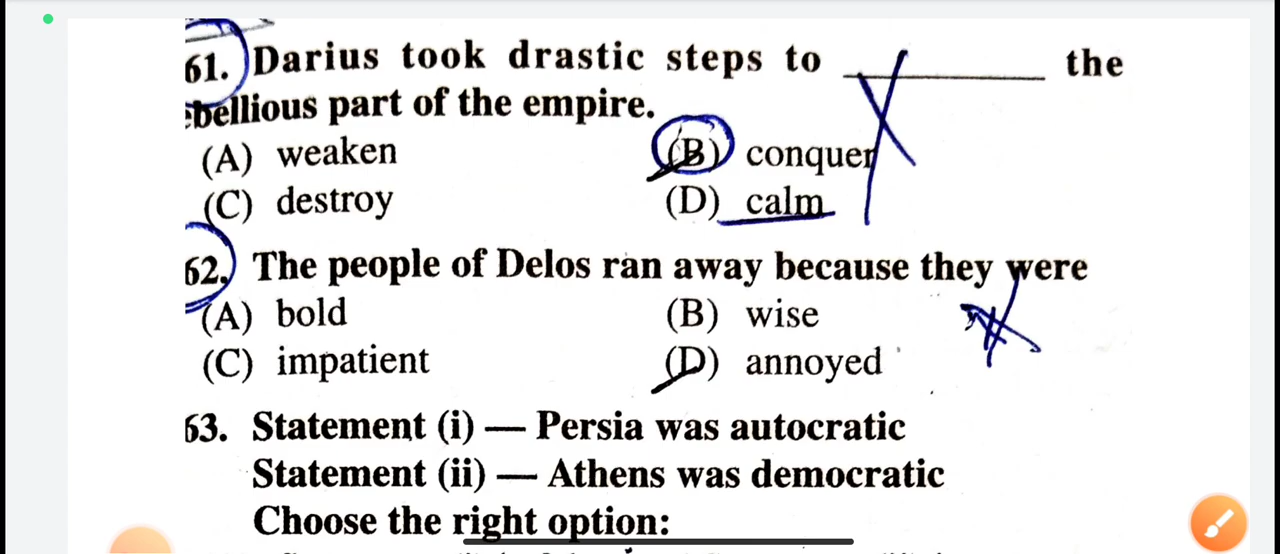 61. Darius took drastic steps to __________ the
ebellious part of the empire.
(A) weaken (B) conquer
(C) destroy (D) calm
62. The people of Delos ran away because they were
(A) bold (B) wise
(C) impatient (D) annoyed
63. Statement (i) — Persia was autocratic
Statement (ii) — Athens was democratic
Choose the right option: